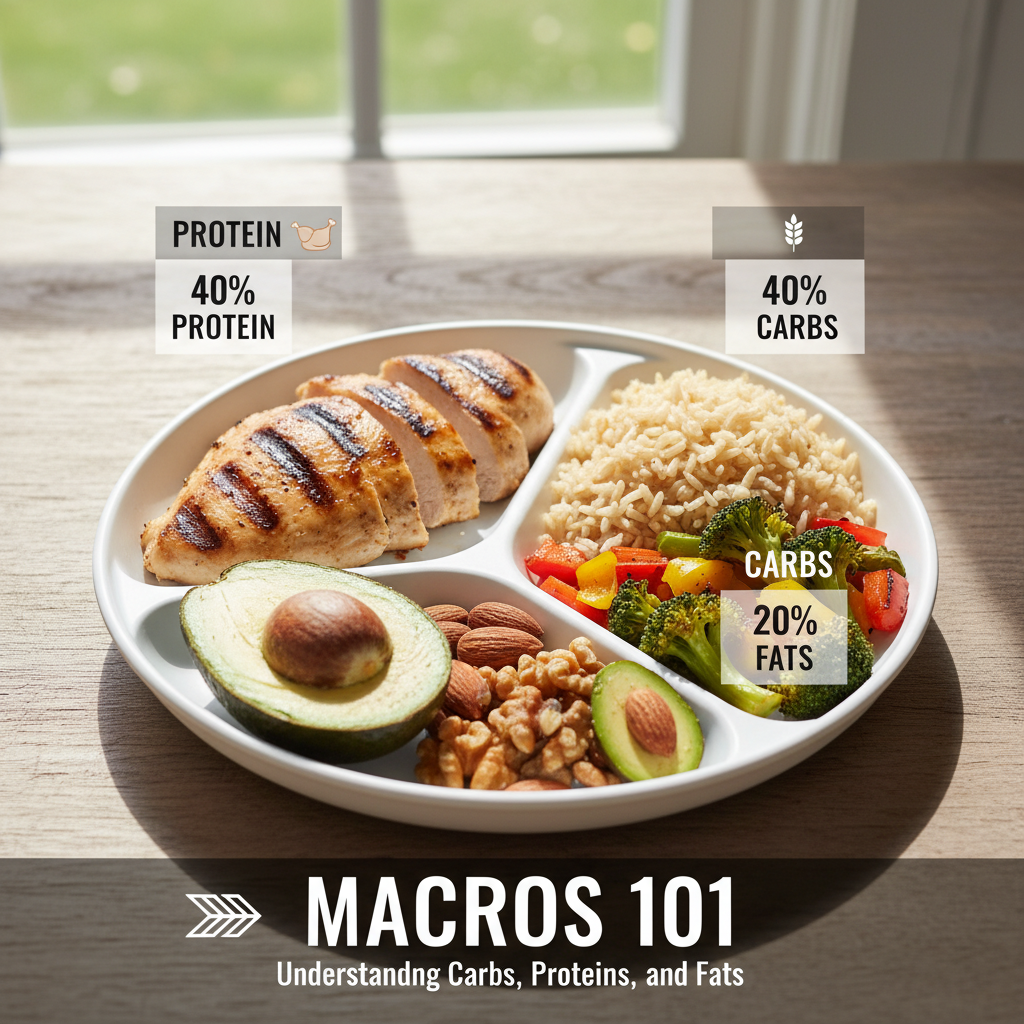 PROTEIN
40%
PROTEIN
40%
CARBS
CARBS
20%
FATS
MACROS 101
Understandng Carbs, Proteins, and Fats